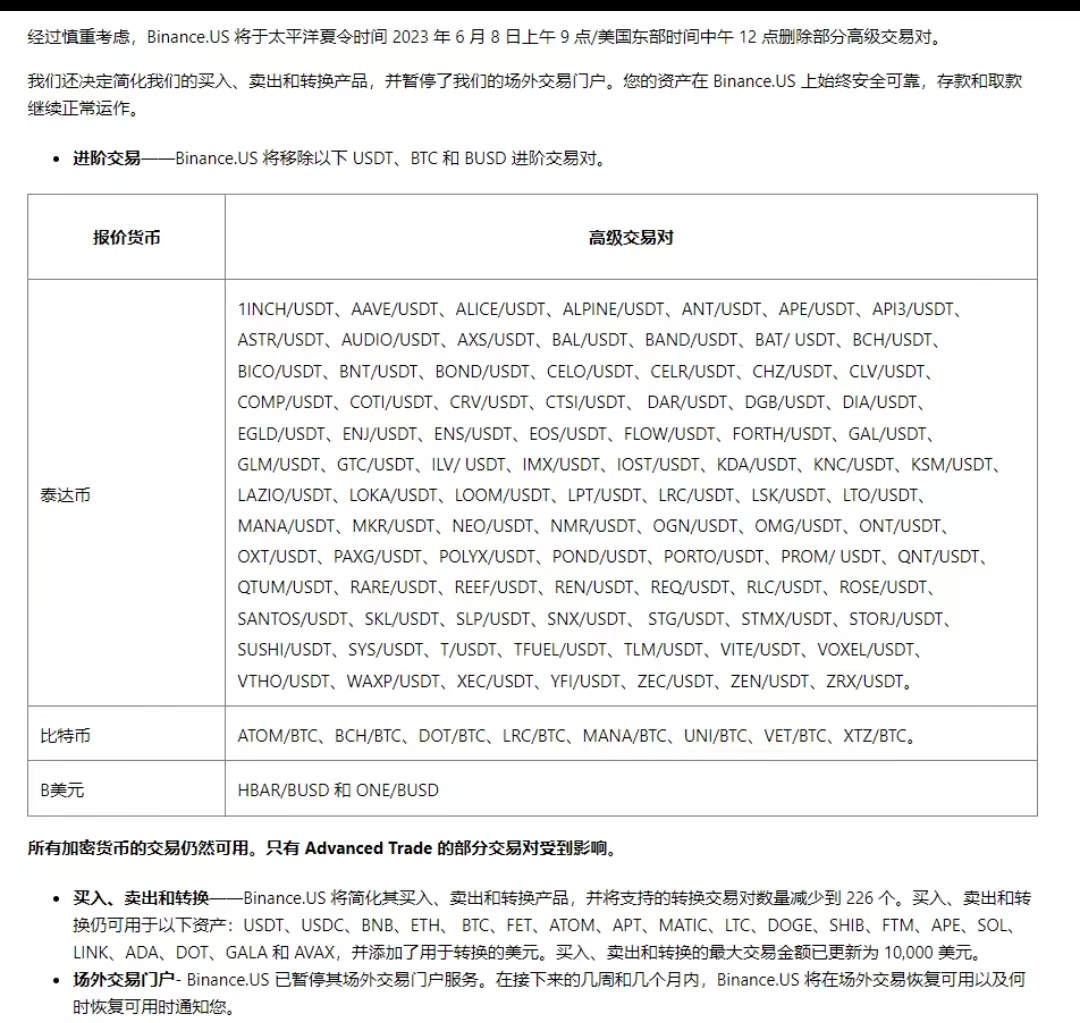 经过慎重考虑，Binance.US 将于太平洋夏令时间 2023 年 6 月 8 日上午 9 点/美国东部时间中午 12 点删除部分高级交易对。
我们还决定简化我们的买入、卖出和转换产品，并暂停了我们的场外交易门户。您的资产在 Binance.US 上始终安全可靠，存款和取款
继续正常运作。
• 进阶交易——Binance.US 将移除以下 USDT、BTC 和 BUSD 进阶交易对。
报价货币 高级交易对
泰达币
1INCH/USDT、AAVE/USDT、ALICE/USDT、ALPINE/USDT、ANT/USDT、APE/USDT、API3/USDT、
ASTR/USDT、AUDIO/USDT、AXS/USDT、BAL/USDT、BAND/USDT、BAT/ USDT、BCH/USDT、
BICO/USDT、BNT/USDT、BOND/USDT、CELO/USDT、CELR/USDT、CHZ/USDT、CLV/USDT、
COMP/USDT、COTI/USDT、CRV/USDT、CTSI/USDT、 DAR/USDT、DGB/USDT、DIA/USDT、
EGLD/USDT、ENJ/USDT、ENS/USDT、EOS/USDT、FLOW/USDT、FORTH/USDT、GAL/USDT、
GLM/USDT、GTC/USDT、ILV/ USDT、IMX/USDT、IOST/USDT、KDA/USDT、KNC/USDT、KSM/USDT、
LAZIO/USDT、LOKA/USDT、LOOM/USDT、LPT/USDT、LRC/USDT、LSK/USDT、LTO/USDT、
MANA/USDT、MKR/USDT、NEO/USDT、NMR/USDT、OGN/USDT、OMG/USDT、ONT/USDT、
OXT/USDT、PAXG/USDT、POLYX/USDT、POND/USDT、PORTO/USDT、PROM/ USDT、QNT/USDT、
QTUM/USDT、RARE/USDT、REEF/USDT、REN/USDT、REQ/USDT、RLC/USDT、ROSE/USDT、
SANTOS/USDT、SKL/USDT、SLP/USDT、SNX/USDT、 STG/USDT、STMX/USDT、STORJ/USDT、
SUSHI/USDT、SYS/USDT、T/USDT、TFUEL/USDT、TLM/USDT、VITE/USDT、VOXEL/USDT、
VTHO/USDT、WAXP/USDT、XEC/USDT、YFI/USDT、ZEC/USDT、ZEN/USDT、ZRX/USDT。
比特币 ATOM/BTC、BCH/BTC、DOT/BTC、LRC/BTC、MANA/BTC、UNI/BTC、VET/BTC、XTZ/BTC。
B美元 HBAR/BUSD 和 ONE/BUSD
所有加密货币的交易仍然可用。只有 Advanced Trade 的部分交易对受到影响。
• 买入、卖出和转换——Binance.US 将简化其买入、卖出和转换产品，并将支持的转换交易对数量减少到 226 个。买入、卖出和转
换仍可用于以下资产：USDT、USDC、BNB、ETH、 BTC、FET、ATOM、APT、MATIC、LTC、DOGE、SHIB、FTM、APE、SOL、
LINK、ADA、DOT、GALA 和 AVAX，并添加了用于转换的美元。买入、卖出和转换的最大交易金额已更新为 10,000 美元。
• 场外交易门户- Binance.US 已暂停其场外交易门户服务。在接下来的几周和几个月内，Binance.US 将在场外交易恢复可用以及何
时恢复可用时通知您。